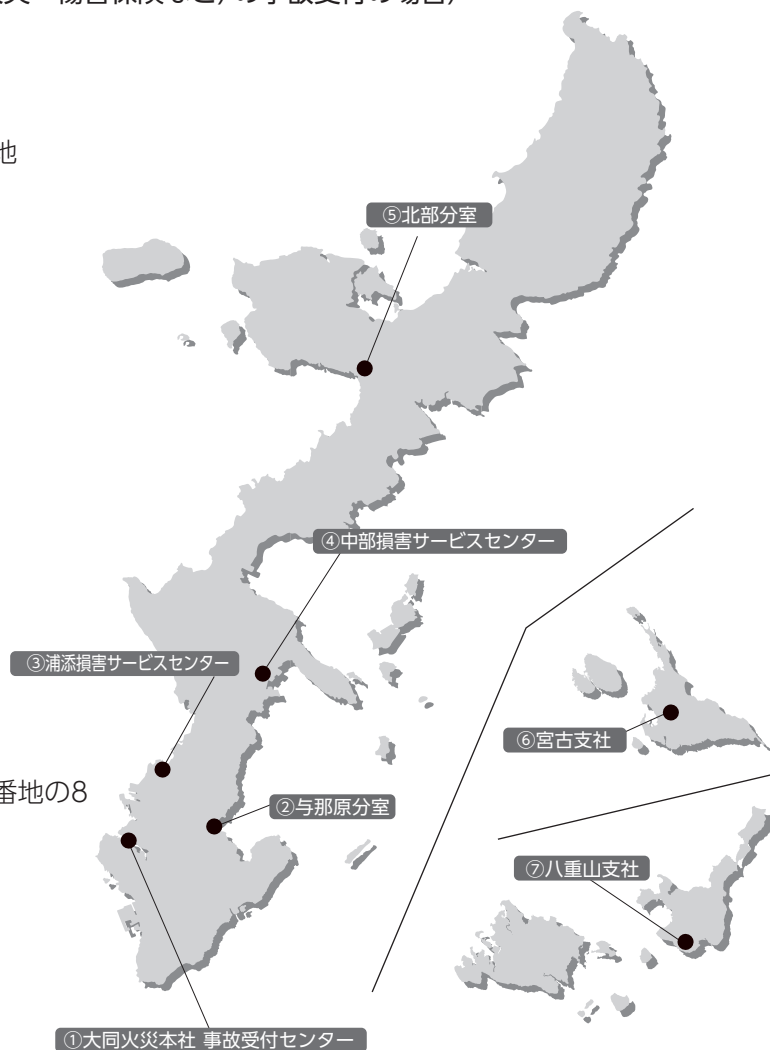 傷害保険など)の事故受付の場合)
地
⑤北部分室
④中部損害サービスセンター
③浦添損害サービスセンター
⑥宮古支社
番地の8
②与那原分室
⑦八重山支社
①大同火災本社 事故受付センター